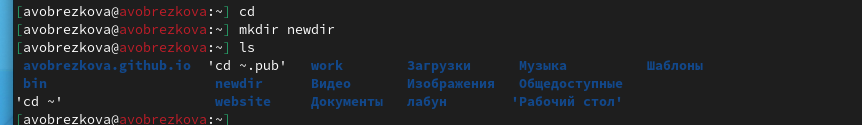 [avobrezkova@avobrezkova:~] cd
[avobrezkova@avobrezkova:~] mkdir newdir
[avobrezkova@avobrezkova:~] ls
avobrezkova.github.io 'cd ~.pub' work Загрузки Музыка Шаблоны
bin newdir Видео Изображения Общедоступные
'cd ~' website Документы лабун 'Рабочий стол'
[avobrezkova@avobrezkova:~]